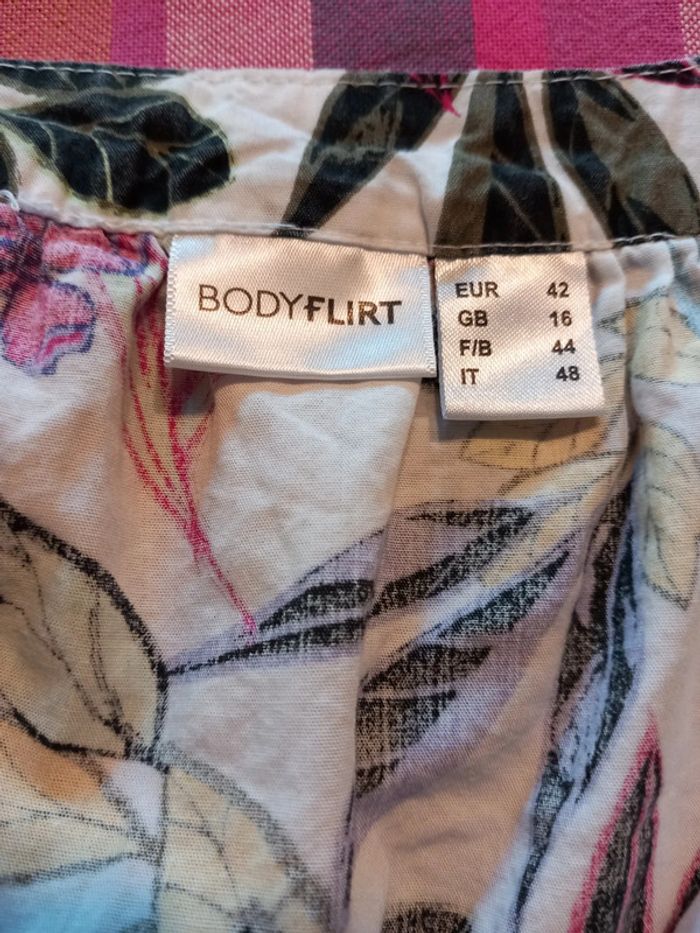 BODYFLIRT
EUR 42
GB 16
F/B 44
IT 48